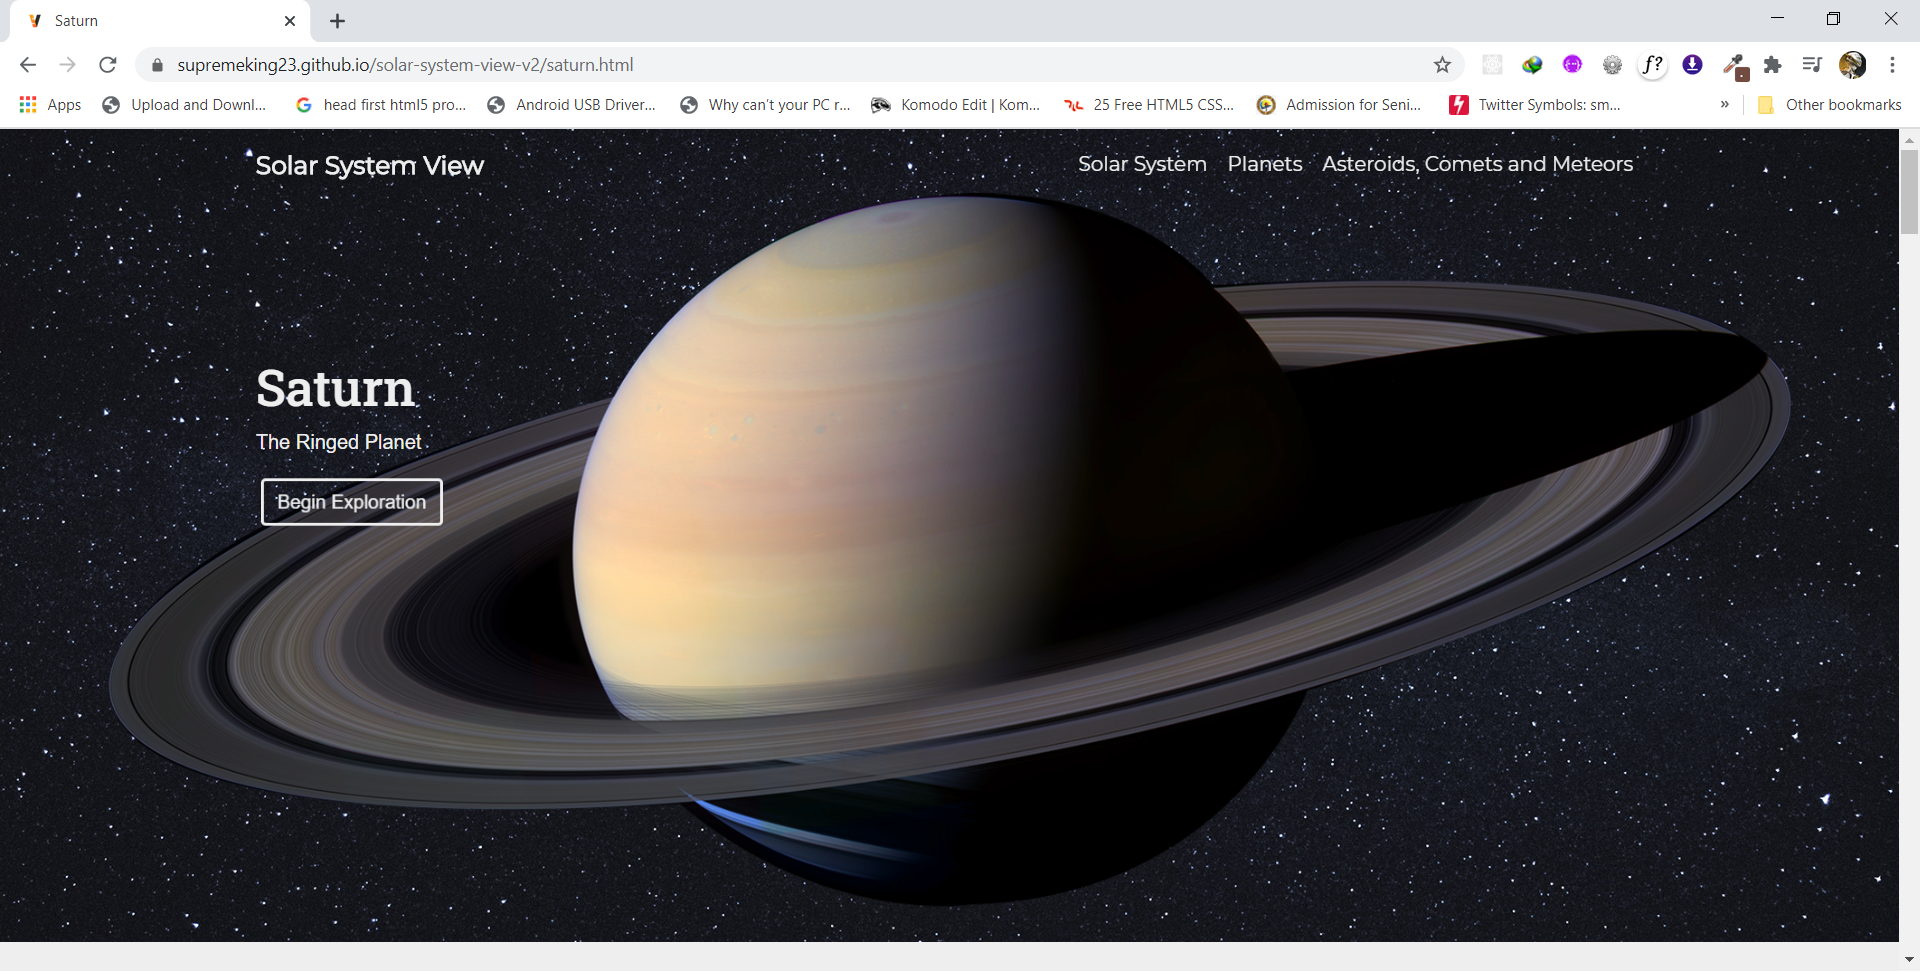 Saturn
supremeking23.github.io/solar-system-view-v2/saturn.html
f?
Apps
Upload and Downl...
head first html5 pro...
Android USB Driver...
Why can't your PC r...
Komodo Edit | Kom...
25 Free HTML5 CSS...
Admission for Seni...
Twitter Symbols: sm...
»
Other bookmarks
Solar System View
Solar System
Planets
Asteroids, Comets and Meteors
Saturn
The Ringed Planet
Begin Exploration